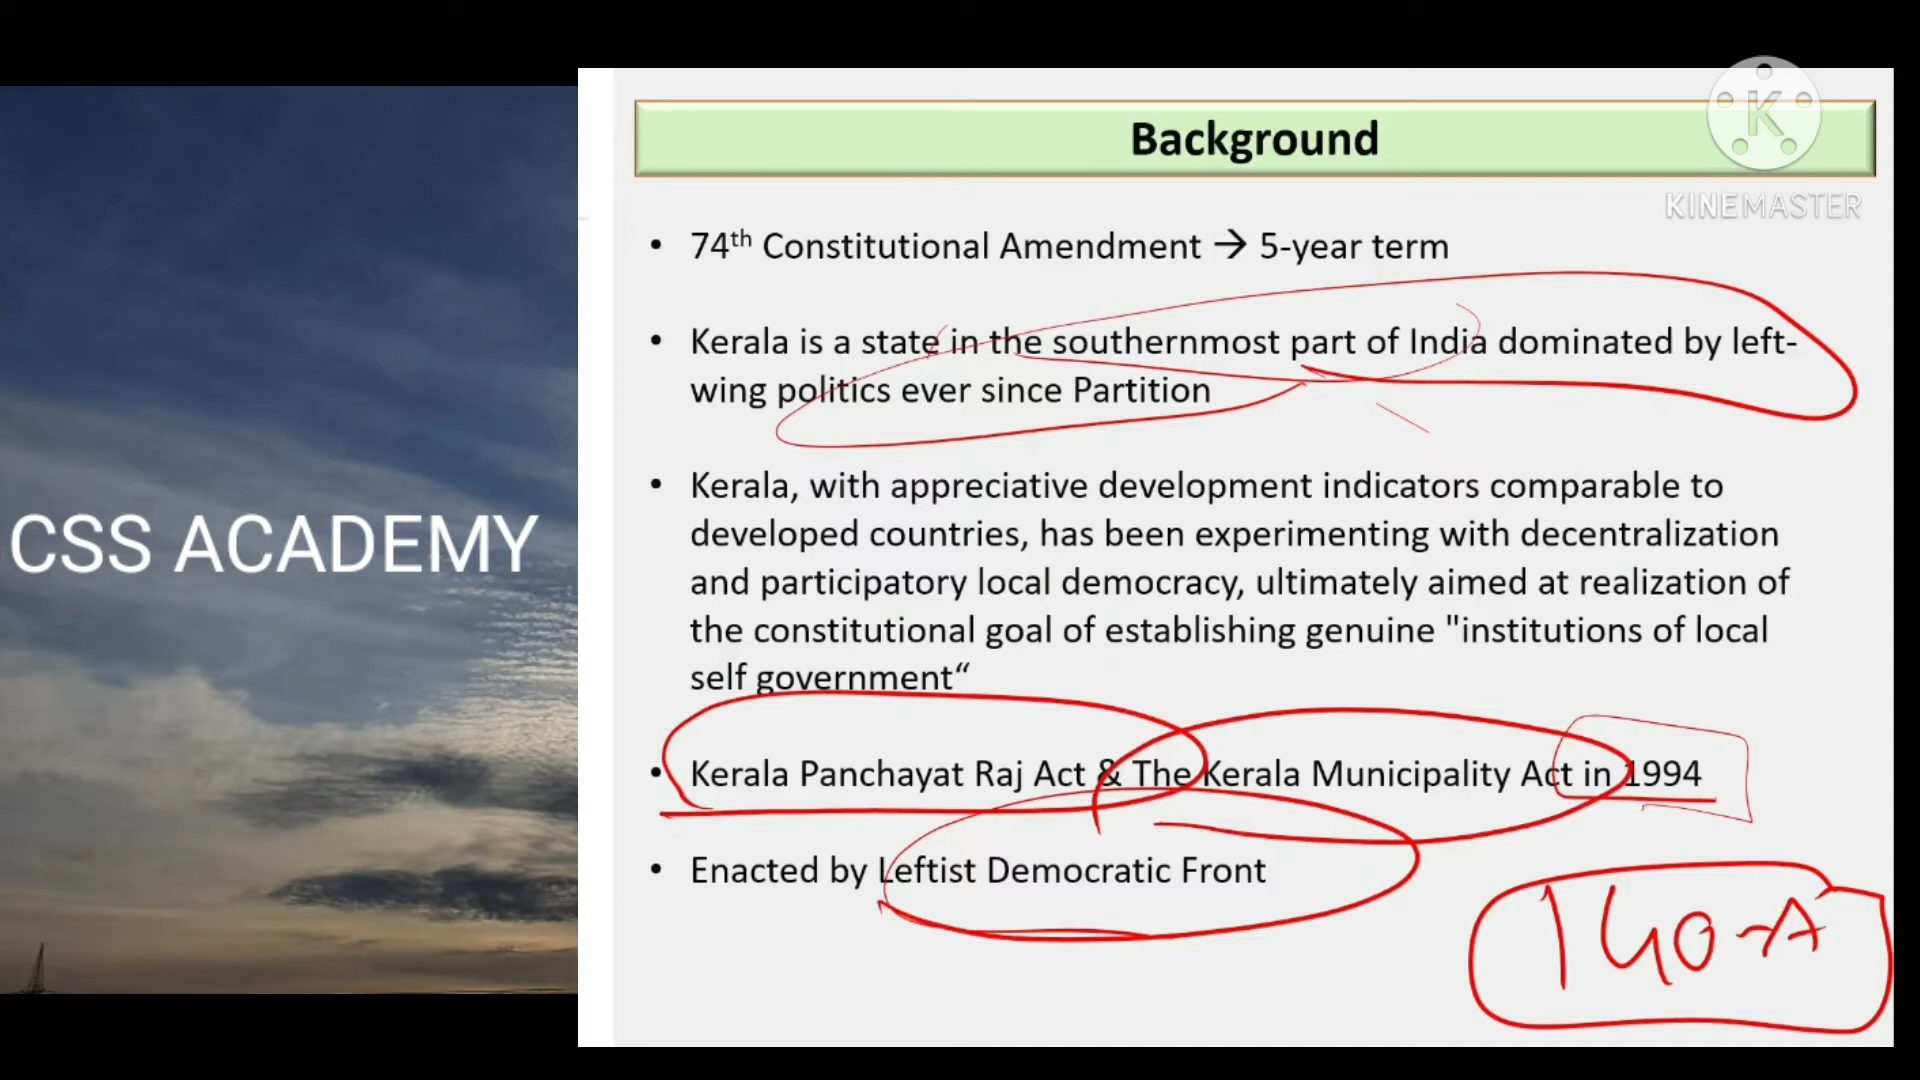 Background
K
KINEMASTER
• 74th Constitutional Amendment → 5-year term
• Kerala is a state in the southernmost part of India dominated by left-
wing politics ever since Partition
• Kerala, with appreciative development indicators comparable to
developed countries, has been experimenting with decentralization
and participatory local democracy, ultimately aimed at realization of
the constitutional goal of establishing genuine "institutions of local
self government“
CSS ACADEMY
• Kerala Panchayat Raj Act & The Kerala Municipality Act in 1994
• Enacted by Leftist Democratic Front
140-A